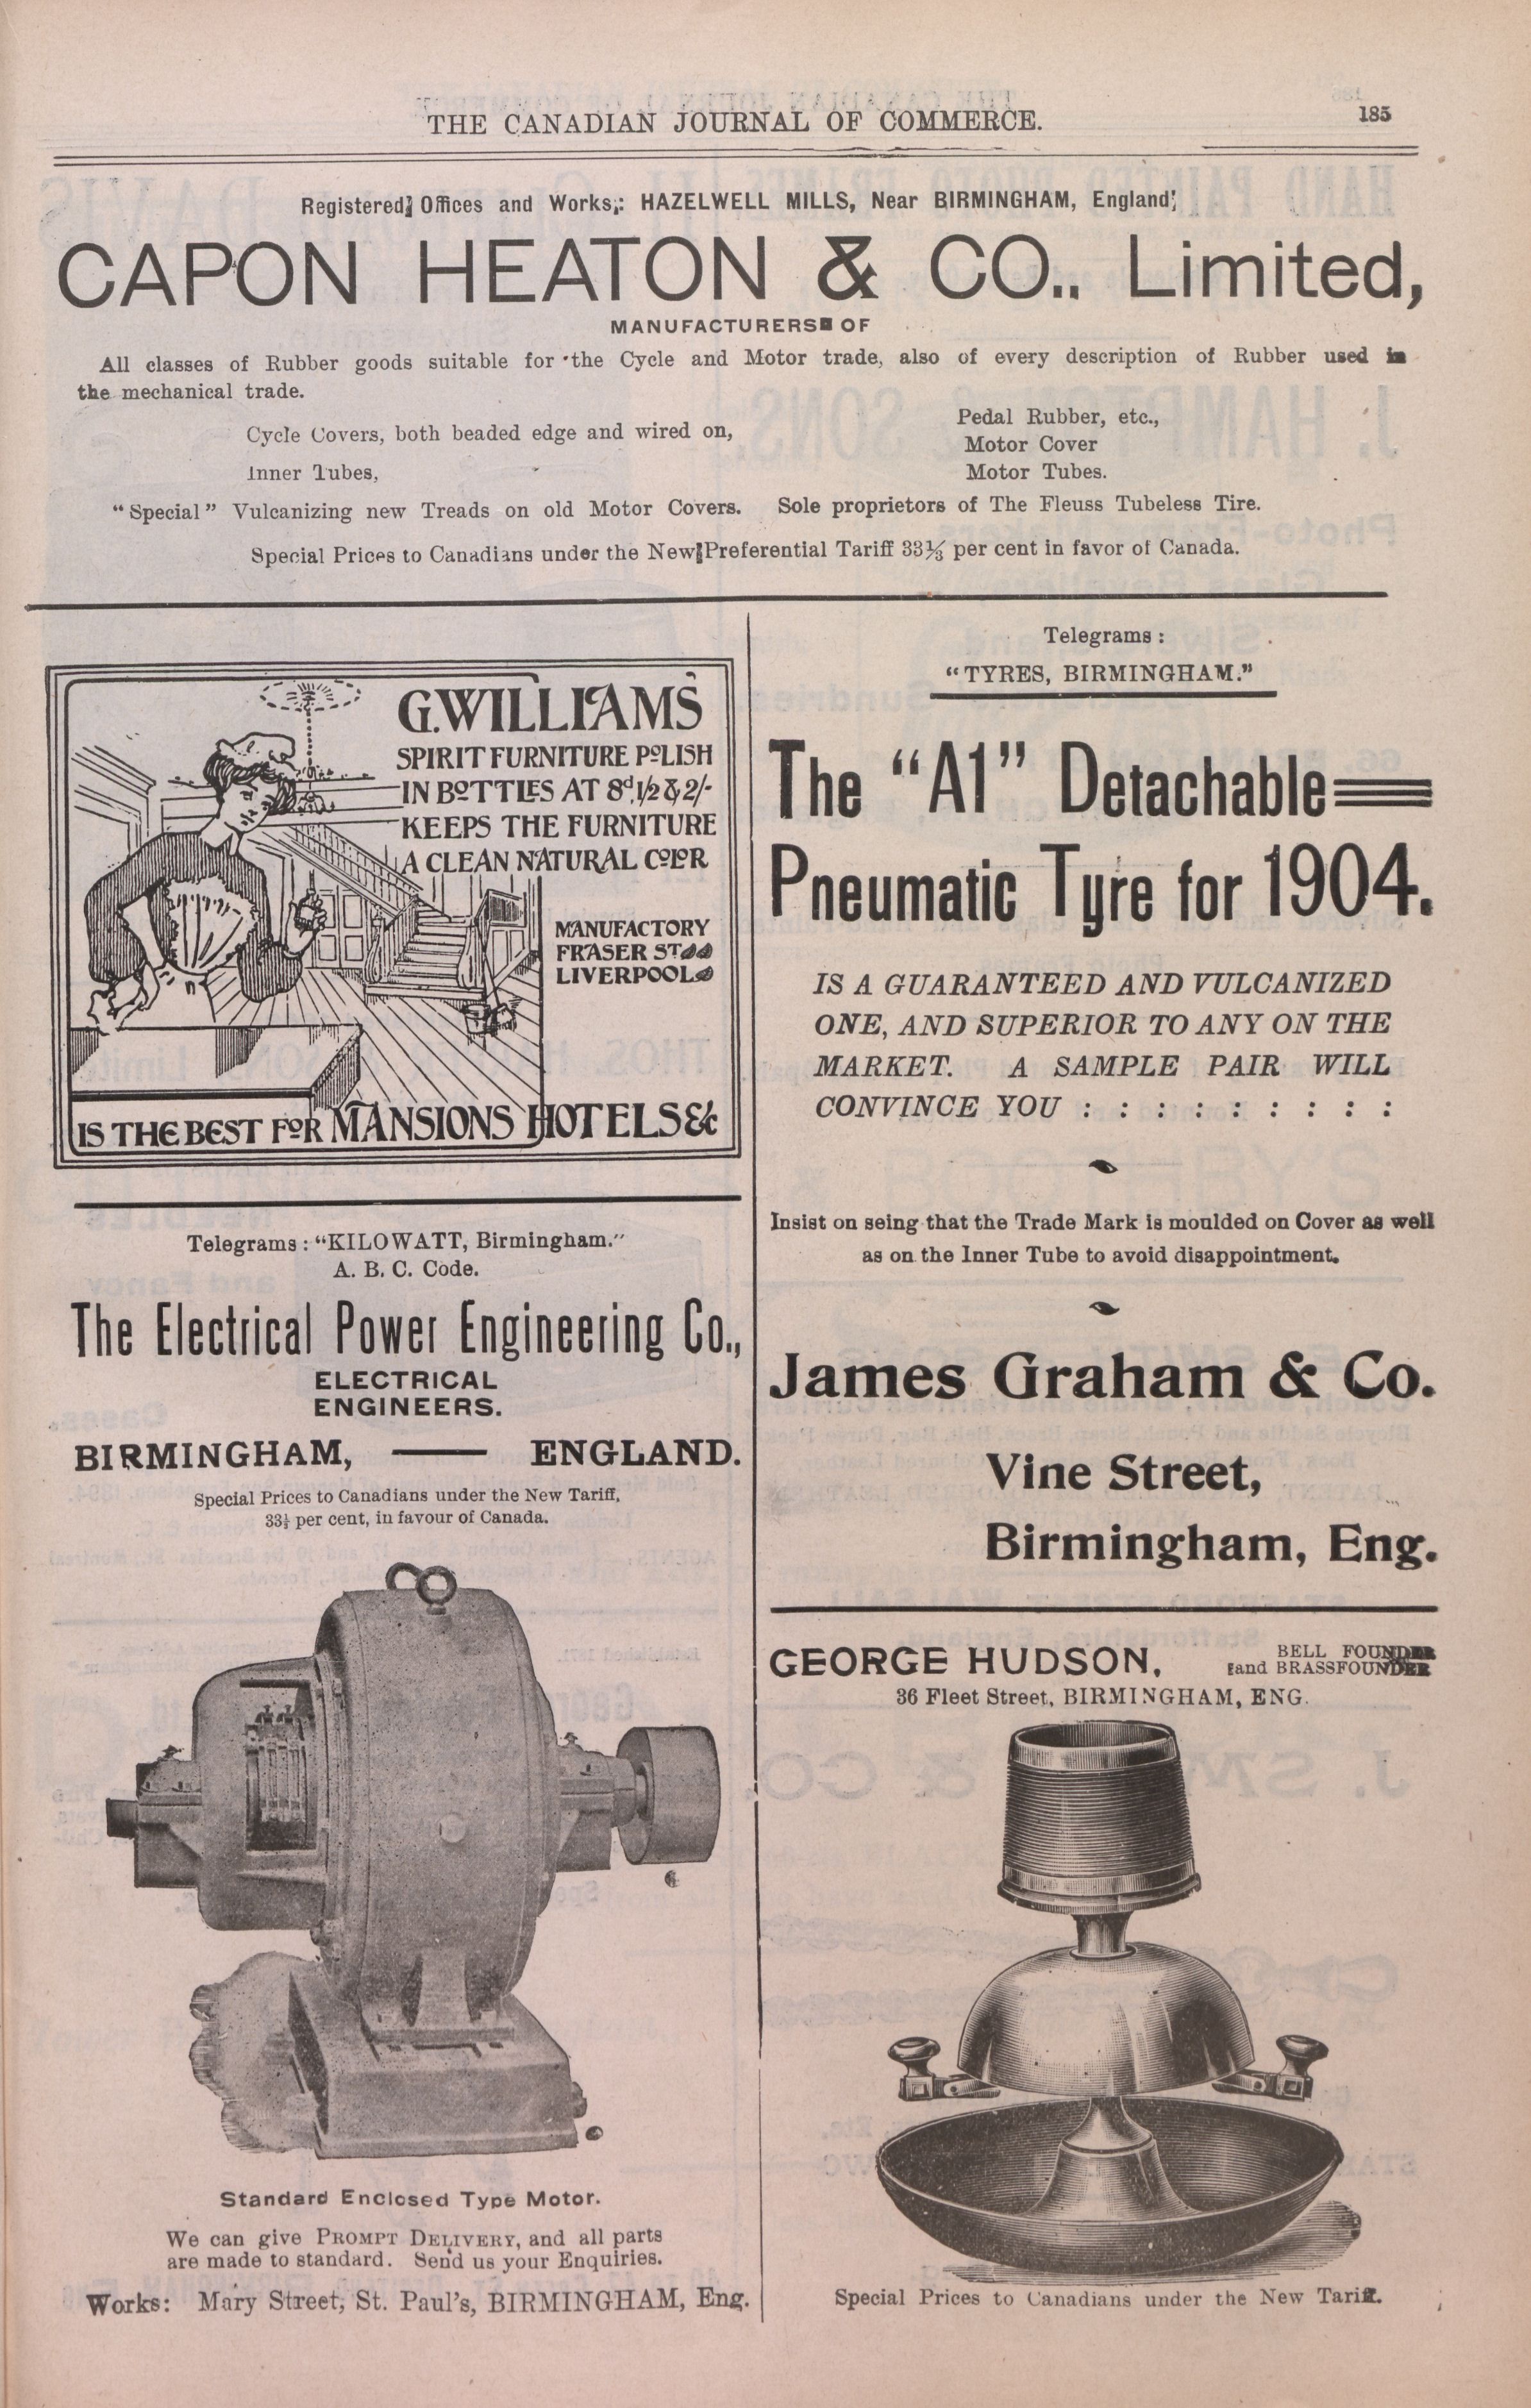 THE CANADIAN JOURNAL OF COMMERCE.
185
Registered Offices and Works: HAZELWELL MILLS, Near BIRMINGHAM, England;
CAPON HEATON & CO., Limited,
MANUFACTURERS OF
All classes of Rubber goods suitable for the Cycle and Motor trade, also of every description of Rubber used in
the mechanical trade.
Cycle Covers, both beaded edge and wired on,
Inner Tubes,
Pedal Rubber, etc.,
Motor Cover
Motor Tubes.
"Special" Vulcanizing new Treads on old Motor Covers. Sole proprietors of The Fleuss Tubeless Tire.
Special Prices to Canadians under the New Preferential Tariff 33⅓ per cent in favor of Canada.
G. WILLIAMS
SPIRIT FURNITURE POLISH
IN BOTTLES AT 8d, 1/2 & 2/-
KEEPS THE FURNITURE
A CLEAN NATURAL COLOR
MANUFACTORY
FRASER ST
LIVERPOOL
IS THE BEST FOR MANSIONS HOTELS &c
Telegrams: "KILOWATT, Birmingham."
A. B. C. Code.
The Electrical Power Engineering Co.,
ELECTRICAL
ENGINEERS.
BIRMINGHAM, — ENGLAND.
Special Prices to Canadians under the New Tariff,
33⅓ per cent, in favour of Canada.
Standard Enclosed Type Motor.
We can give PROMPT DELIVERY, and all parts
are made to standard. Send us your Enquiries.
Works: Mary Street, St. Paul's, BIRMINGHAM, Eng.
Telegrams:
"TYRES, BIRMINGHAM."
The "A1" Detachable
Pneumatic Tyre for 1904.
IS A GUARANTEED AND VULCANIZED
ONE, AND SUPERIOR TO ANY ON THE
MARKET. A SAMPLE PAIR WILL
CONVINCE YOU : : : : : : : : :
Insist on seing that the Trade Mark is moulded on Cover as well
as on the Inner Tube to avoid disappointment.
James Graham & Co.
Vine Street,
Birmingham, Eng.
GEORGE HUDSON, BELL FOUNDER
and BRASSFOUNDER
36 Fleet Street, BIRMINGHAM, ENG.
Special Prices to Canadians under the New Tariff.